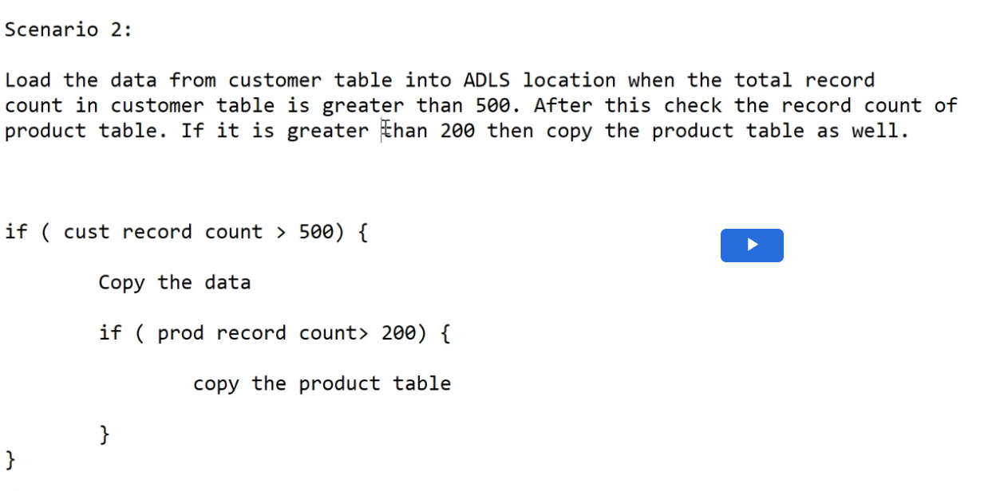 Scenario 2:
Load the data from customer table into ADLS location when the total record
count in customer table is greater than 500. After this check the record count of
product table. If it is greater than 200 then copy the product table as well.
if ( cust record count > 500) {
Copy the data
if ( prod record count> 200) {
copy the product table
}
}